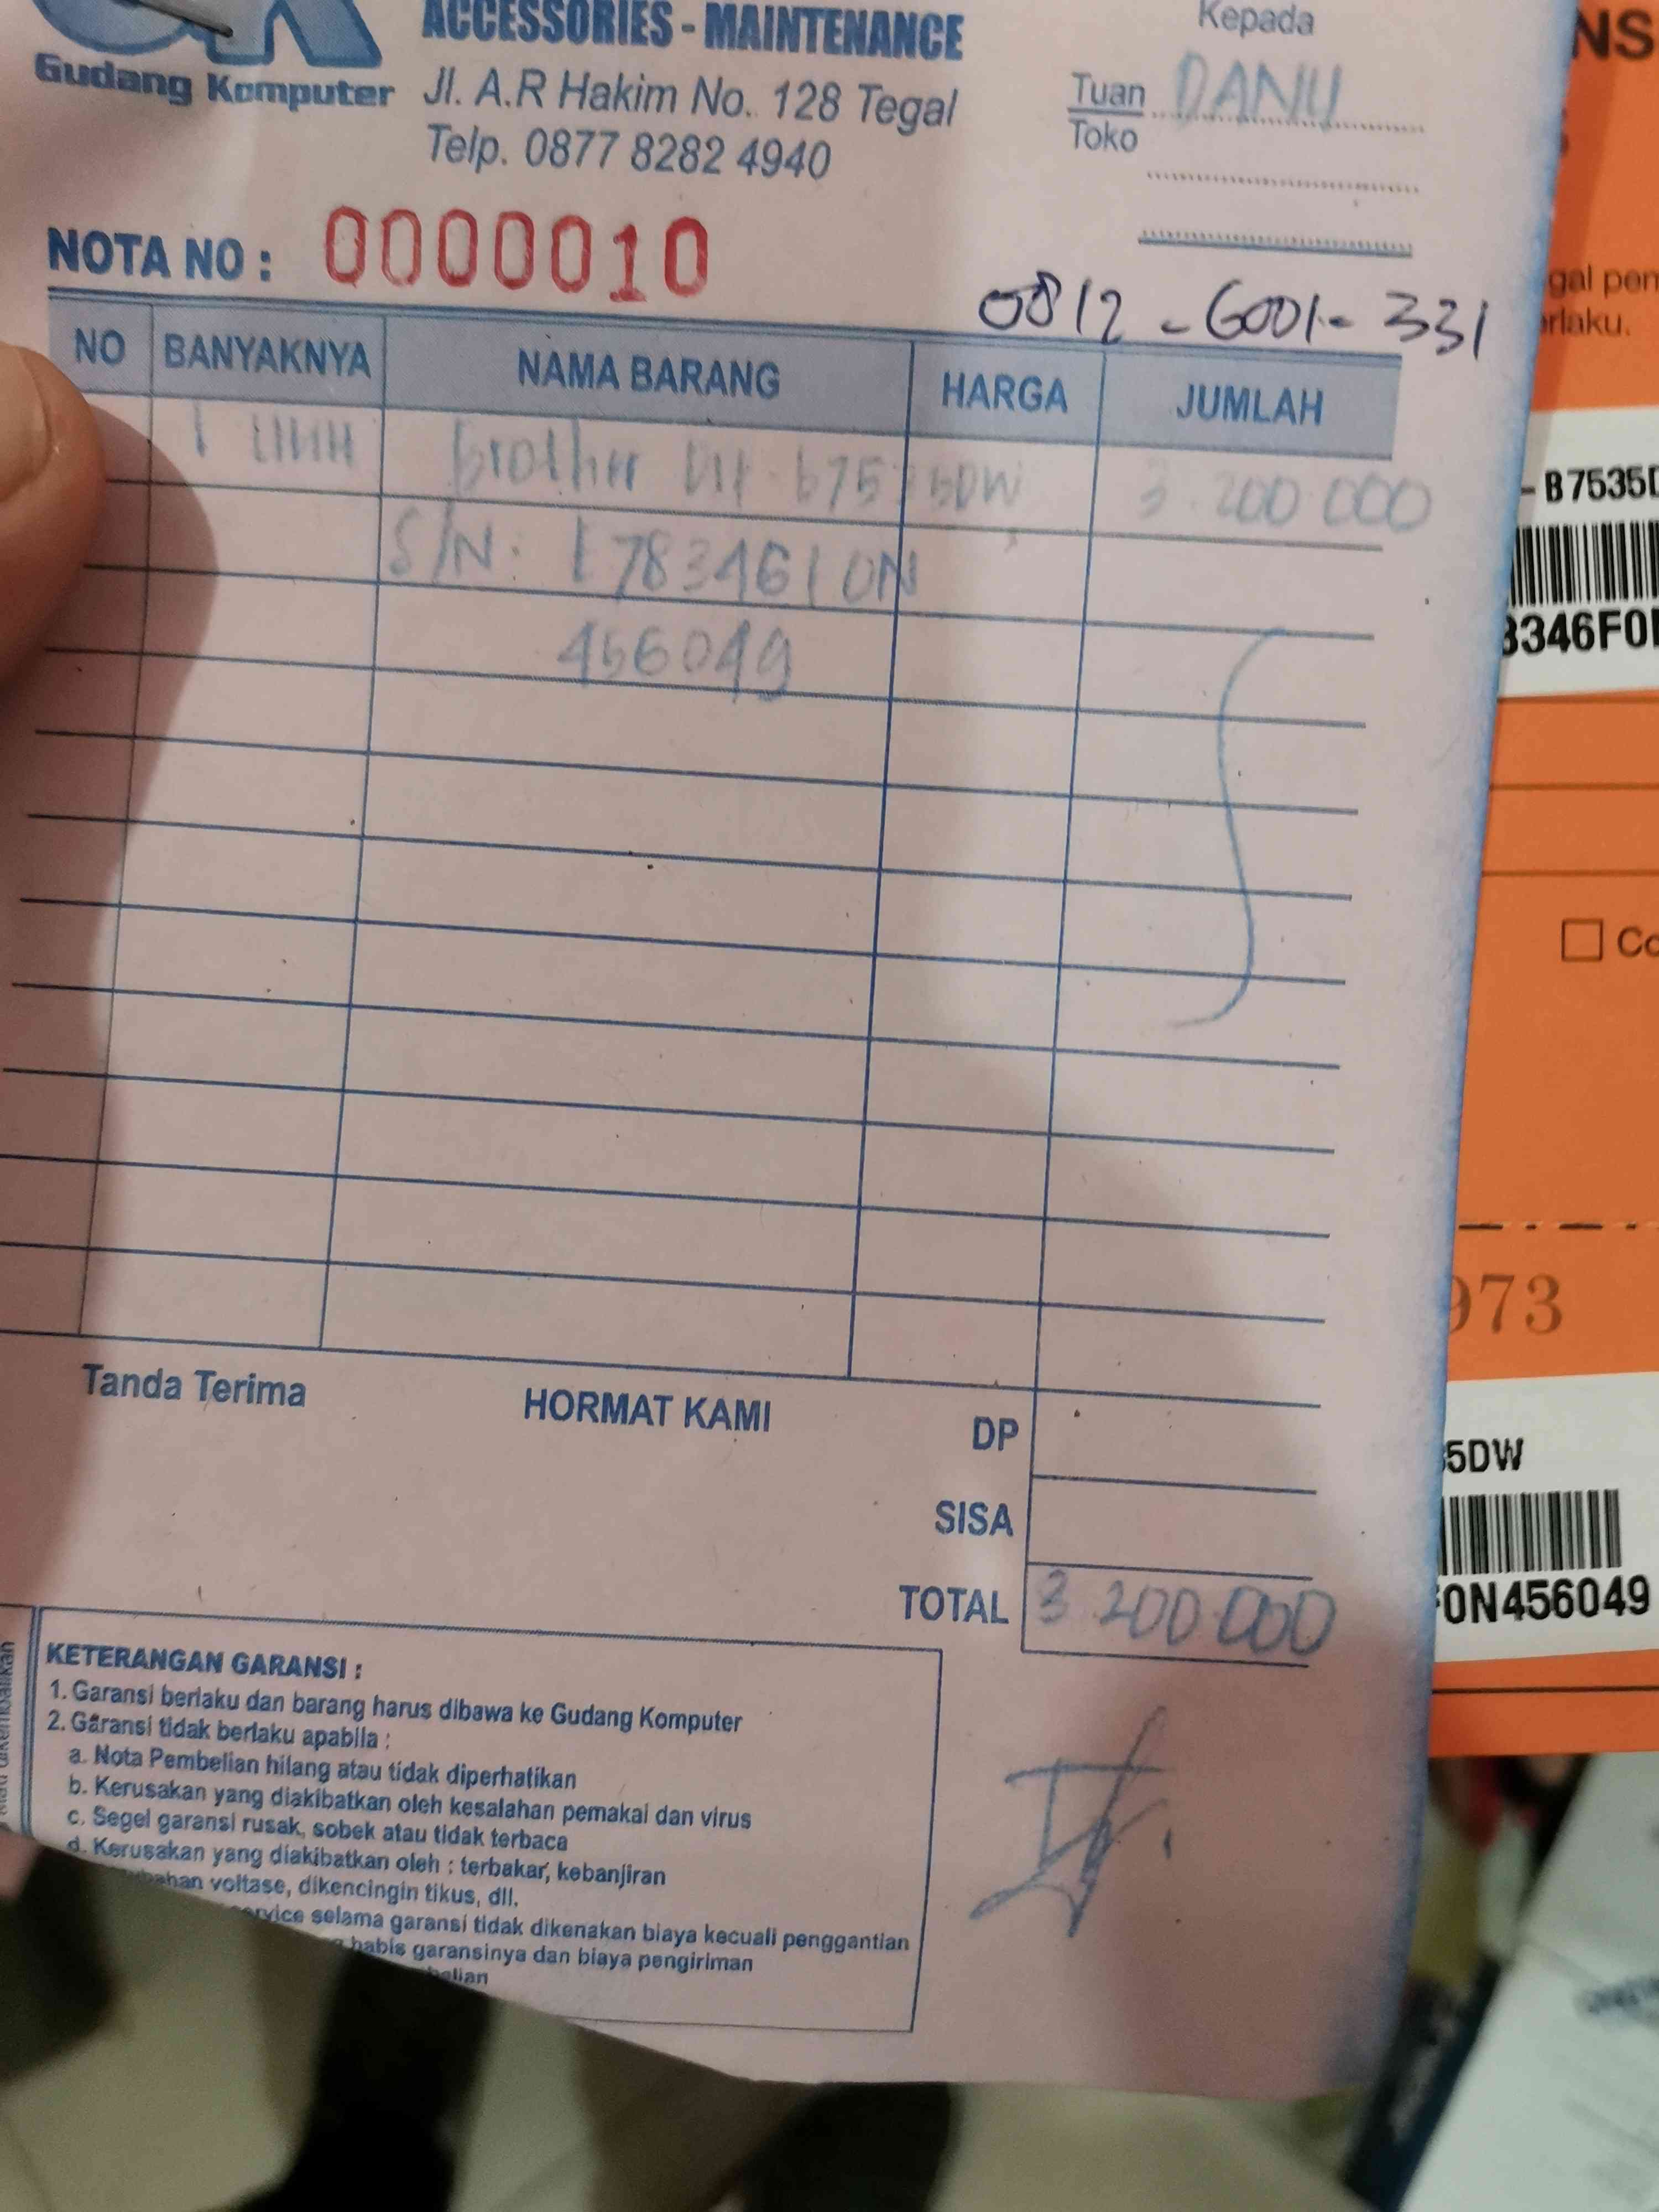 ACCESSORIES - MAINTENANCE
Gudang Komputer
Jl. A.R Hakim No. 128 Tegal
Telp. 0877 8282 4940
Kepada
Tuan DANU
Toko
NOTA NO : 0000010
0812 - 6001 - 331
NO BANYAKNYA NAMA BARANG HARGA JUMLAH
1 Brother 3.200 000
S/N.
456049
Tanda Terima HORMAT KAMI DP
SISA
TOTAL 3.200.000
KETERANGAN GARANSI :
1. Garansi berlaku dan barang harus dibawa ke Gudang Komputer
2. Garansi tidak berlaku apabila :
a. Nota Pembelian hilang atau tidak diperhatikan
b. Kerusakan yang diakibatkan oleh kesalahan pemakai dan virus
c. Segel garansi rusak, sobek atau tidak terbaca
d. Kerusakan yang diakibatkan oleh : terbakar, kebanjiran
voltase, dikencingin tikus, dll.
selama garansi tidak dikenakan biaya kecuali penggantian
habis garansinya dan biaya pengiriman
NS
gal pen
erlaku.
- B7535D
3346F0
Co
973
5DW
0N456049